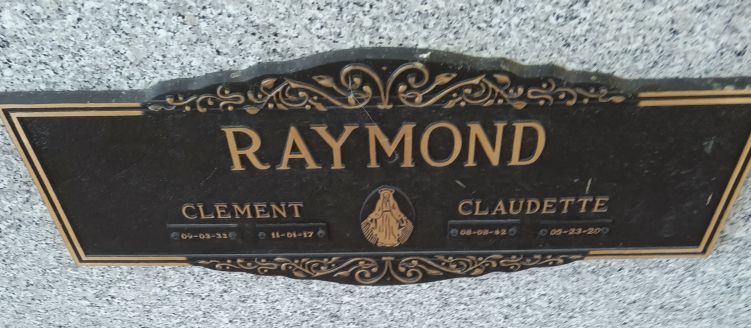 RAYMOND
CLEMENT
09-03-33 11-01-17
CLAUDETTE
08-08-42 05-23-20